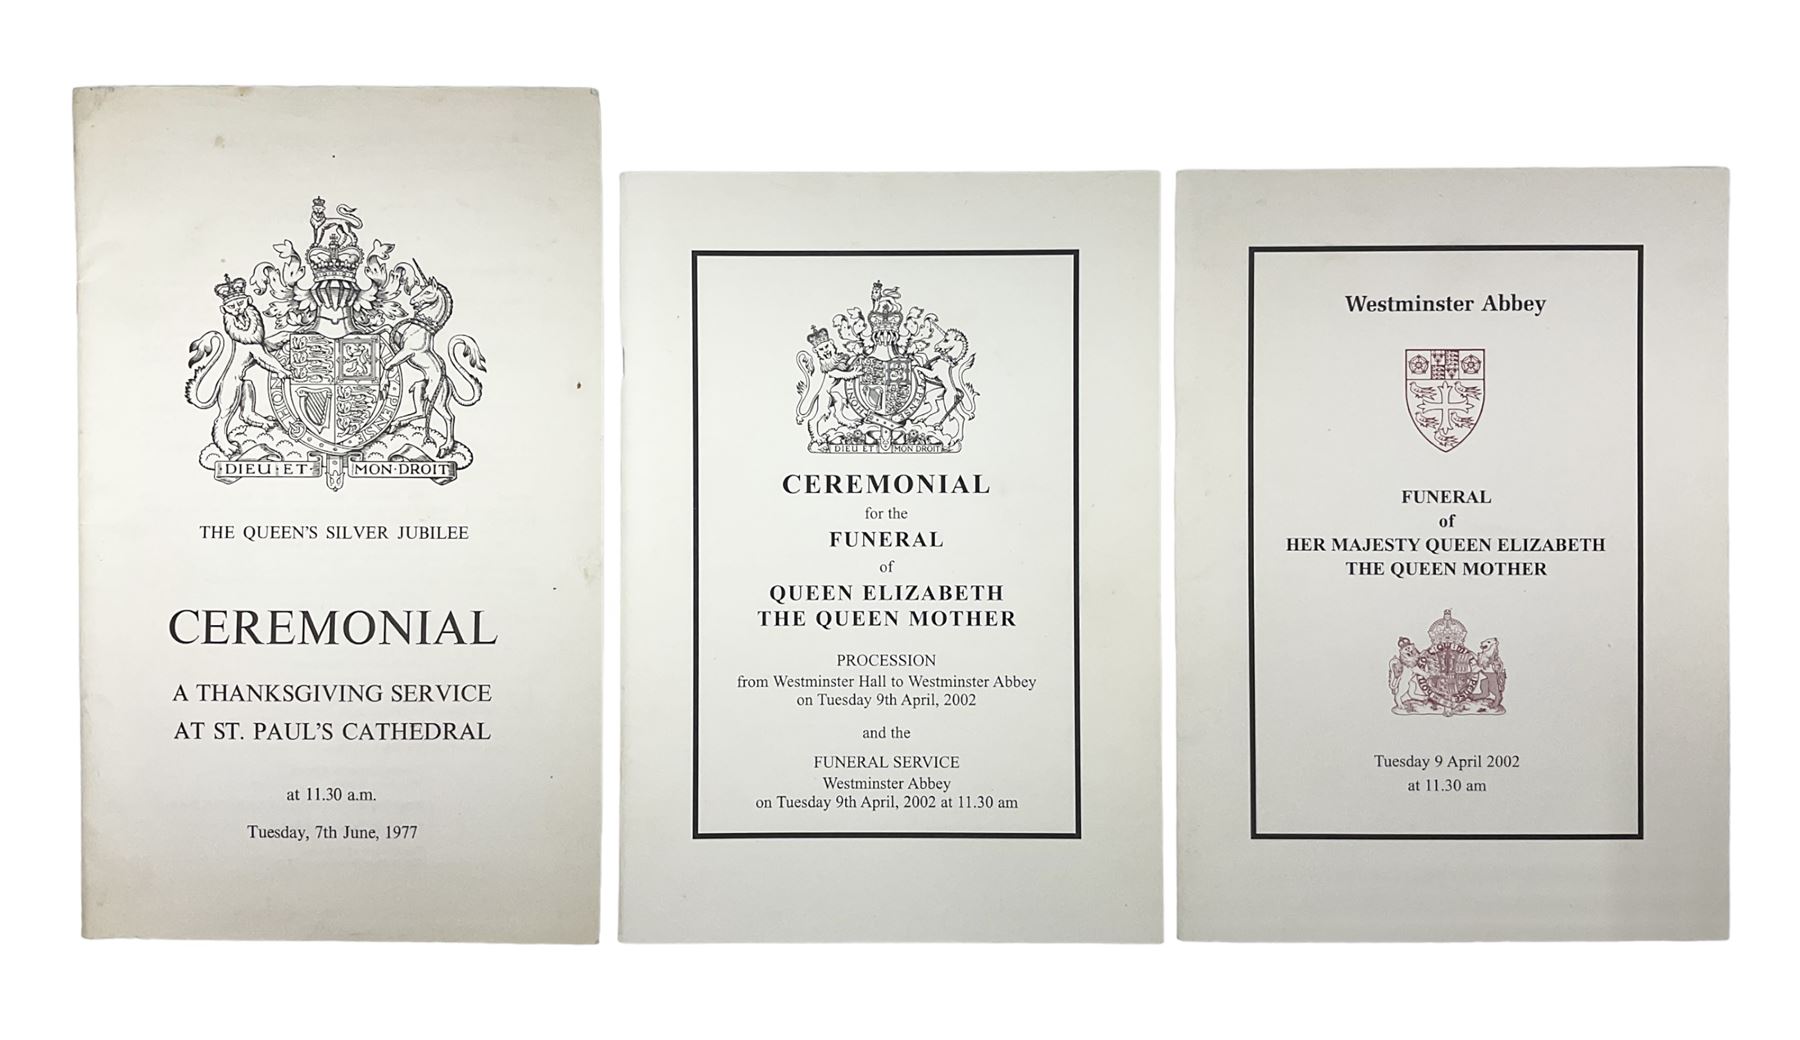 DIEU ET MON DROIT
THE QUEEN'S SILVER JUBILEE
CEREMONIAL
A THANKSGIVING SERVICE
AT ST. PAUL'S CATHEDRAL
at 11.30 a.m.
Tuesday, 7th June, 1977
DIEU ET MON DROIT
CEREMONIAL
for the
FUNERAL
of
QUEEN ELIZABETH
THE QUEEN MOTHER
PROCESSION
from Westminster Hall to Westminster Abbey
on Tuesday 9th April, 2002
and the
FUNERAL SERVICE
Westminster Abbey
on Tuesday 9th April, 2002 at 11.30 am
Westminster Abbey
FUNERAL
of
HER MAJESTY QUEEN ELIZABETH
THE QUEEN MOTHER
Tuesday 9 April 2002
at 11.30 am